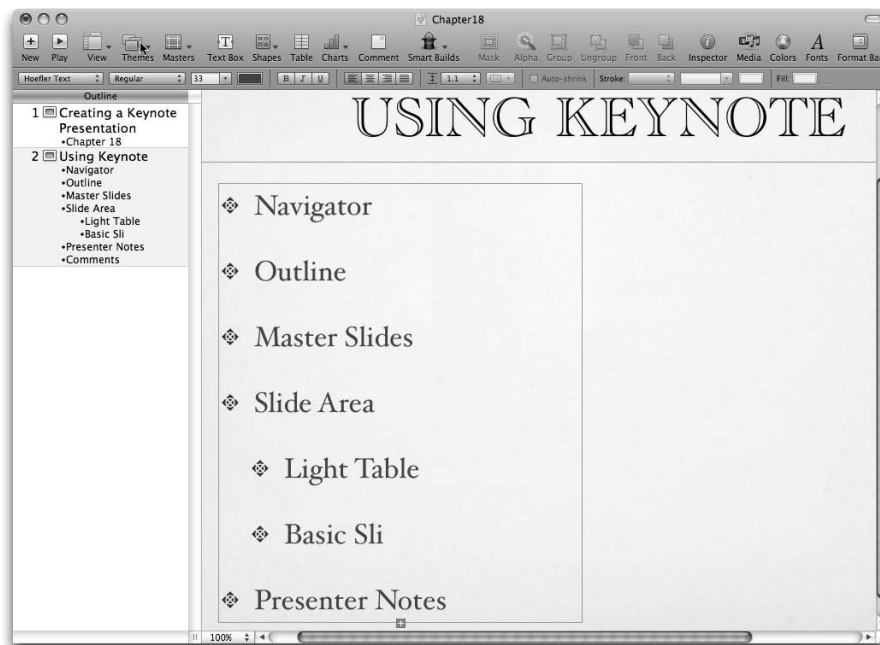 Chapter18
New Play View Themes Masters Text Box Shapes Table Charts Comment Smart Builds Mask Alpha Group Ungroup Front Back Inspector Media Colors Fonts Format Bar
Hoefler Text Regular 33 B I U 1.1 Auto-shrink Stroke: Fill:
Outline
1 Creating a Keynote
Presentation
•Chapter 18
2 Using Keynote
•Navigator
•Outline
•Master Slides
•Slide Area
•Light Table
•Basic Sli
•Presenter Notes
•Comments
USING KEYNOTE
Navigator
Outline
Master Slides
Slide Area
Light Table
Basic Sli
Presenter Notes
100%